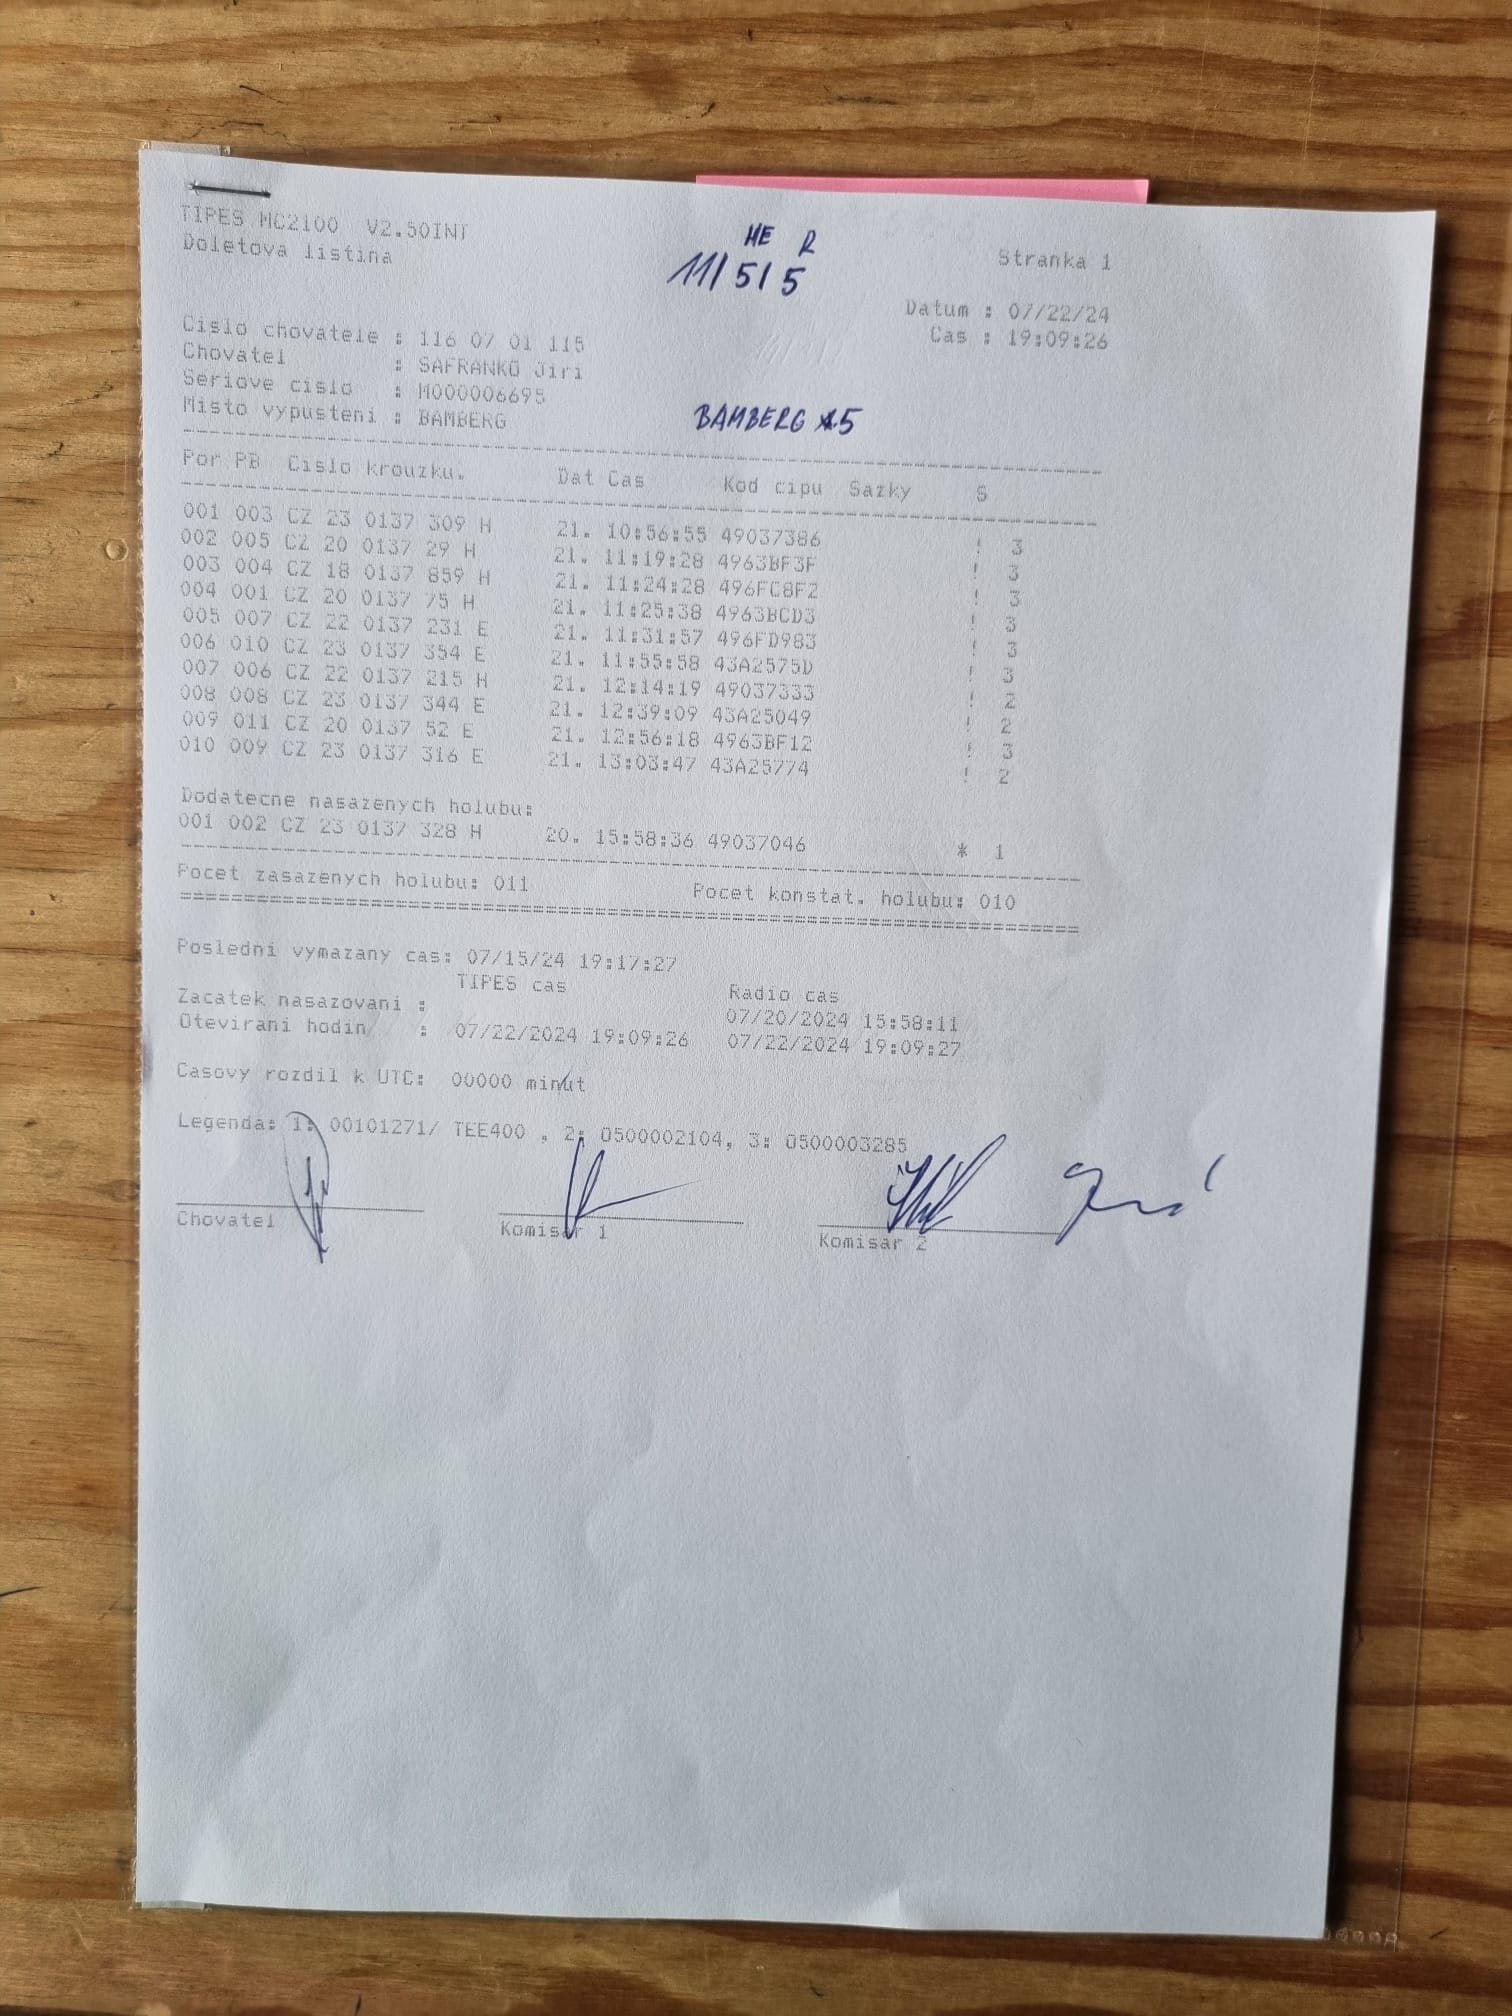 TIPES MC2100 V2.50INT
HE R
Doletova listina
11/5/5
Stranka 1
Datum : 07/22/24
Cas : 19:09:26
Cislo chovatele : 116 07 01 115
Chovatel : SAFRANKO Jiri
Seriove cislo : M000006695
Misto vypusteni : BAMBERG
BAMBERG 5
Por PB Cislo krouzku. Dat Cas Kod cipu Sazky S
001 003 CZ 23 0137 309 H 21. 10:56:55 49037386 ! 3
002 005 CZ 20 0137 29 H 21. 11:19:28 4963BF3F ! 3
003 004 CZ 18 0137 859 H 21. 11:24:28 496FC8F2 ! 3
004 001 CZ 20 0137 75 H 21. 11:25:38 4963BCD3 ! 3
005 007 CZ 22 0137 231 E 21. 11:31:57 496FD983 ! 3
006 010 CZ 23 0137 354 E 21. 11:55:58 43A2575D ! 3
007 006 CZ 22 0137 215 H 21. 12:14:19 49037333 ! 2
008 008 CZ 23 0137 344 E 21. 12:39:09 43A25049 ! 2
009 011 CZ 20 0137 52 E 21. 12:56:18 4963BF12 ! 3
010 009 CZ 23 0137 316 E 21. 13:03:47 43A25774 ! 2
Dodatecne nasazenych holubu:
001 002 CZ 23 0137 328 H 20. 15:58:36 49037046 * 1
Pocet zasazenych holubu: 011 Pocet konstat. holubu: 010
Posledni vymazany cas: 07/15/24 19:17:27
TIPES cas Radio cas
Zacatek nasazovani : 07/20/2024 15:58:11
Otevirani hodin : 07/22/2024 19:09:26 07/22/2024 19:09:27
Casovy rozdil k UTC: 00000 minut
Legenda: 1: 00101271/ TEE400 , 2: 0500002104, 3: 0500003285
Chovatel Komisar 1 Komisar 2